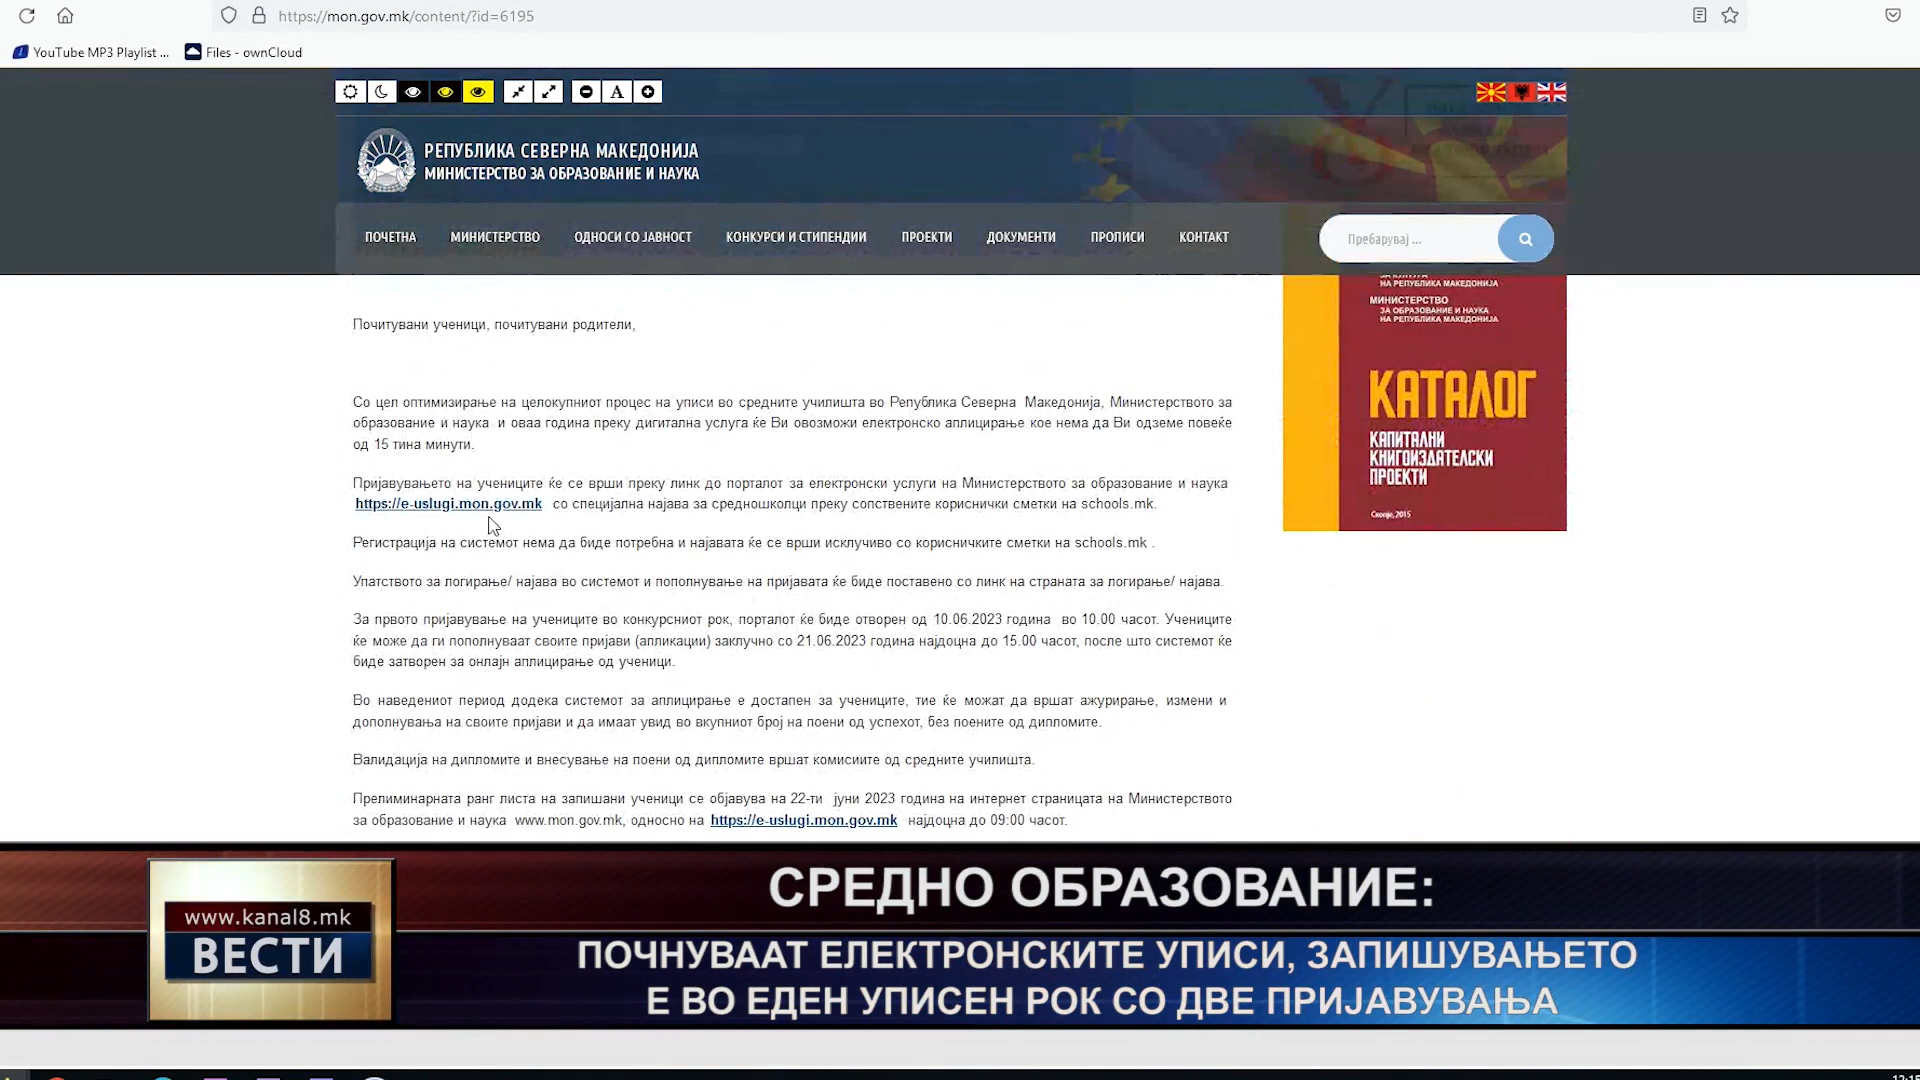 https://mon.gov.mk/content/?id=6195
YouTube MP3 Playlist ...
Files - ownCloud
A
РЕПУБЛИКА СЕВЕРНА МАКЕДОНИЈА
МИНИСТЕРСТВО ЗА ОБРАЗОВАНИЕ И НАУКА
ПОЧЕТНА МИНИСТЕРСТВО ОДНОСИ СО ЈАВНОСТ КОНКУРСИ И СТИПЕНДИИ ПРОЕКТИ ДОКУМЕНТИ ПРОПИСИ КОНТАКТ
Пребарувај ...
НА РЕПУБЛИКА МАКЕДОНИЈА
МИНИСТЕРСТВО
ЗА ОБРАЗОВАНИЕ И НАУКА
НА РЕПУБЛИКА МАКЕДОНИЈА
КАТАЛОГ
КАПИТАЛНИ
КНИГОИЗДАТЕЛСКИ
ПРОЕКТИ
Скопје, 2015
Почитувани ученици, почитувани родители,
Со цел оптимизирање на целокупниот процес на уписи во средните училишта во Република Северна Македонија, Министерството за
образование и наука и оваа година преку дигитална услуга ќе Ви овозможи електронско аплицирање кое нема да Ви одземе повеќе
од 15 тина минути.
Пријавувањето на учениците ќе се врши преку линк до порталот за електронски услуги на Министерството за образование и наука
https://e-uslugi.mon.gov.mk со специјална најава за средношколци преку сопствените кориснички сметки на schools.mk.
Регистрација на системот нема да биде потребна и најавата ќе се врши исклучиво со корисничките сметки на schools.mk .
Упатството за логирање/ најава во системот и пополнување на пријавата ќе биде поставено со линк на страната за логирање/ најава.
За првото пријавување на учениците во конкурсниот рок, порталот ќе биде отворен од 10.06.2023 година во 10.00 часот. Учениците
ќе може да ги пополнуваат своите пријави (апликации) заклучно со 21.06.2023 година најдоцна до 15.00 часот, после што системот ќе
биде затворен за онлајн аплицирање од ученици.
Во наведениот период додека системот за аплицирање е достапен за учениците, тие ќе можат да вршат ажурирање, измени и
дополнувања на своите пријави и да имаат увид во вкупниот број на поени од успехот, без поените од дипломите.
Валидација на дипломите и внесување на поени од дипломите вршат комисиите од средните училишта.
Прелиминарната ранг листа на запишани ученици се објавува на 22-ти јуни 2023 година на интернет страницата на Министерството
за образование и наука www.mon.gov.mk, односно на https://e-uslugi.mon.gov.mk најдоцна до 09:00 часот.
www.kanal8.mk
ВЕСТИ
СРЕДНО ОБРАЗОВАНИЕ:
ПОЧНУВААТ ЕЛЕКТРОНСКИТЕ УПИСИ, ЗАПИШУВАЊЕТО
Е ВО ЕДЕН УПИСЕН РОК СО ДВЕ ПРИЈАВУВАЊА